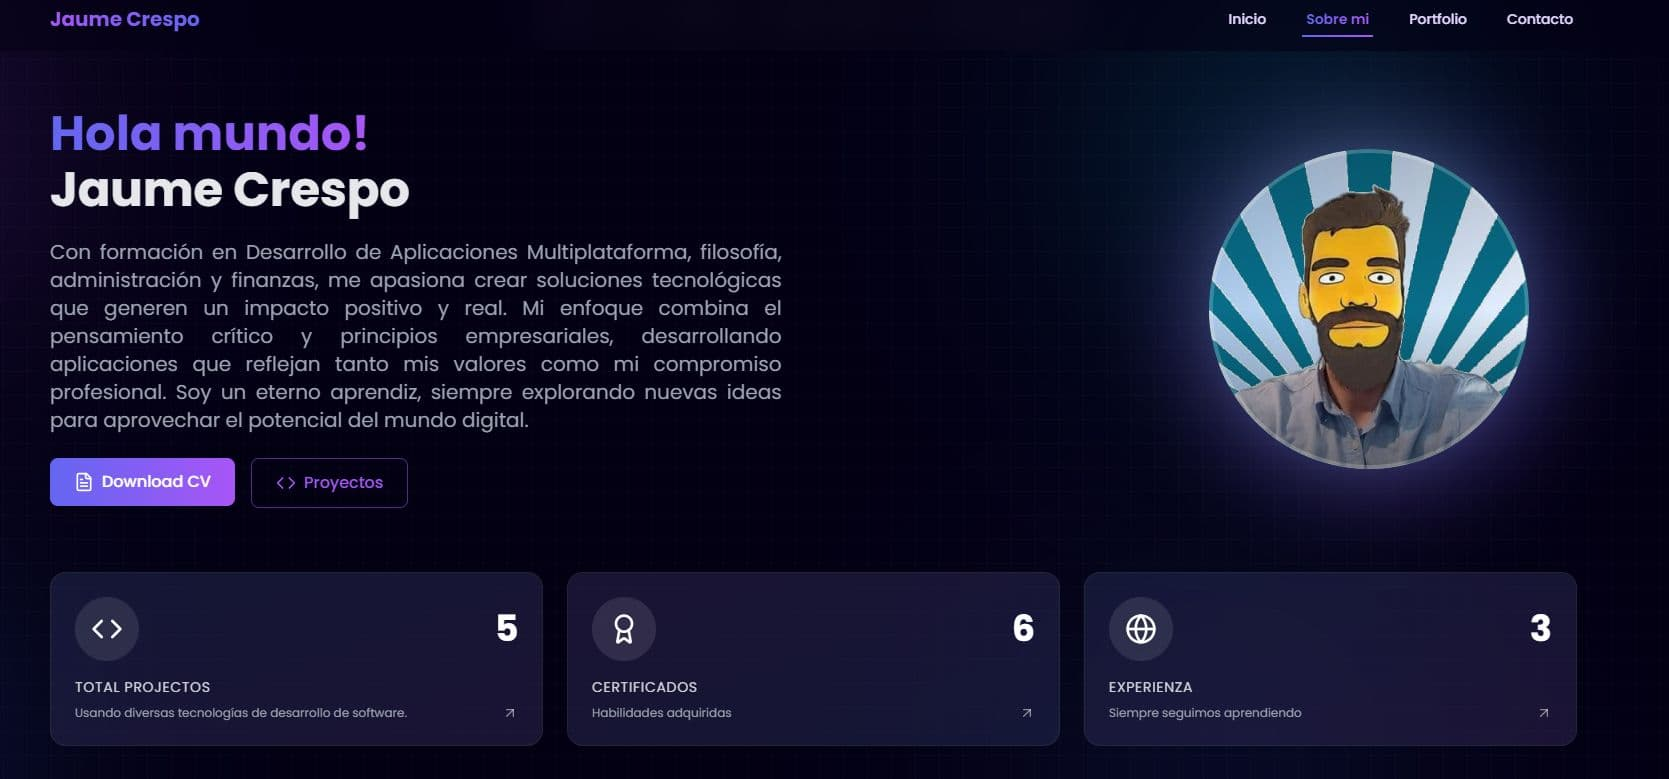 Jaume Crespo
Inicio
Sobre mi
Portfolio
Contacto
Hola mundo!
Jaume Crespo
Con formación en Desarrollo de Aplicaciones Multiplataforma, filosofía,
administración y finanzas, me apasiona crear soluciones tecnológicas
que generen un impacto positivo y real. Mi enfoque combina el
pensamiento crítico y principios empresariales, desarrollando
aplicaciones que reflejan tanto mis valores como mi compromiso
profesional. Soy un eterno aprendiz, siempre explorando nuevas ideas
para aprovechar el potencial del mundo digital.
Download CV
Proyectos
5
TOTAL PROJECTOS
Usando diversas tecnologías de desarrollo de software.
6
CERTIFICADOS
Habilidades adquiridas
3
EXPERIENZA
Siempre seguimos aprendiendo